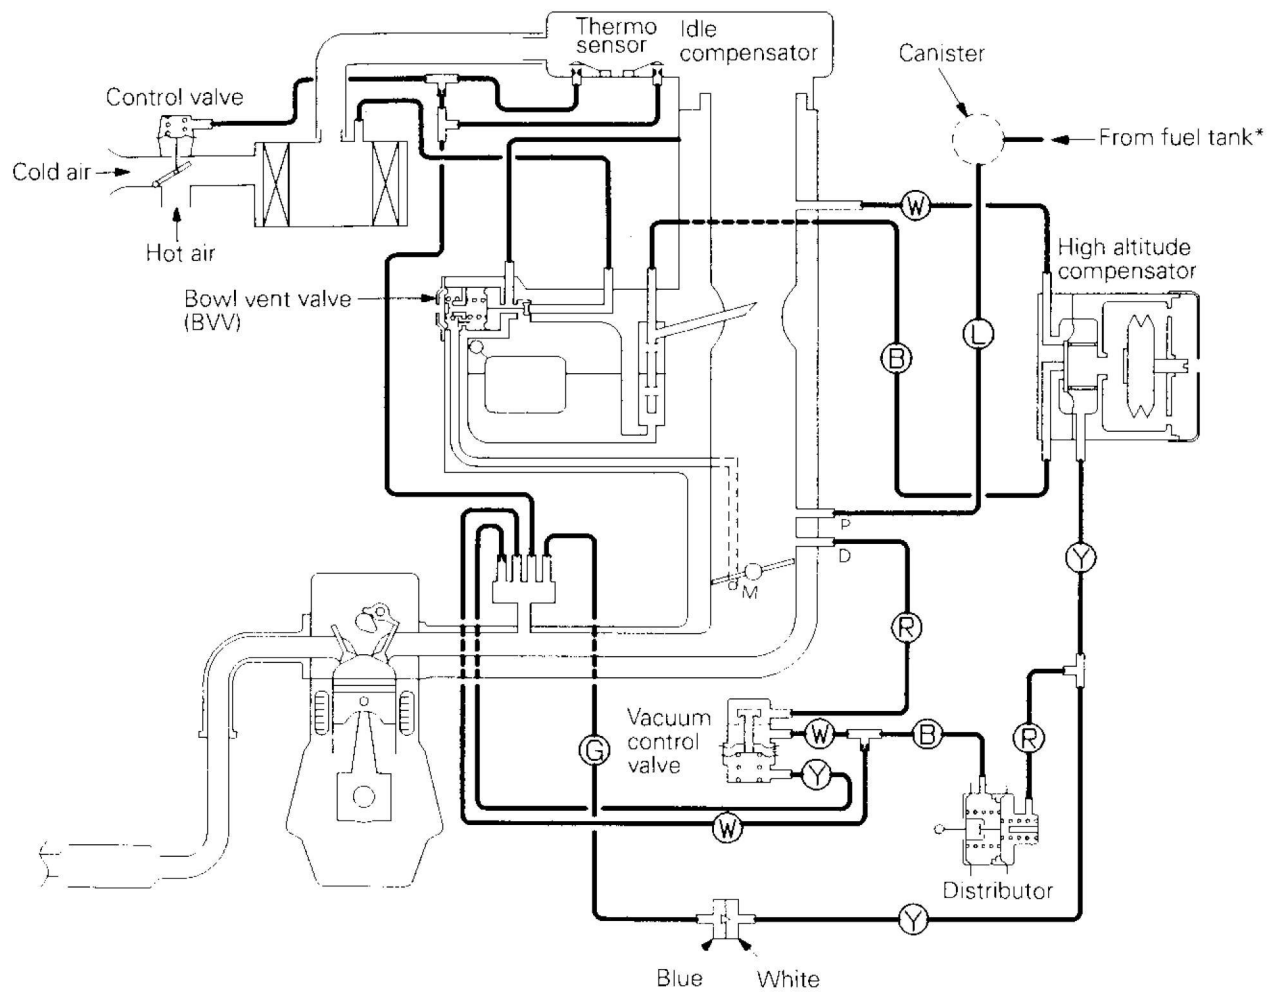 Thermo
sensor
Idle
compensator
Canister
Control valve
From fuel tank*
Cold air
Hot air
W
High altitude
compensator
Bowl vent valve
(BVV)
L
B
P
D
Y
M
R
Vacuum
control
valve
W
B
R
G
Y
W
Distributor
Y
Blue
White